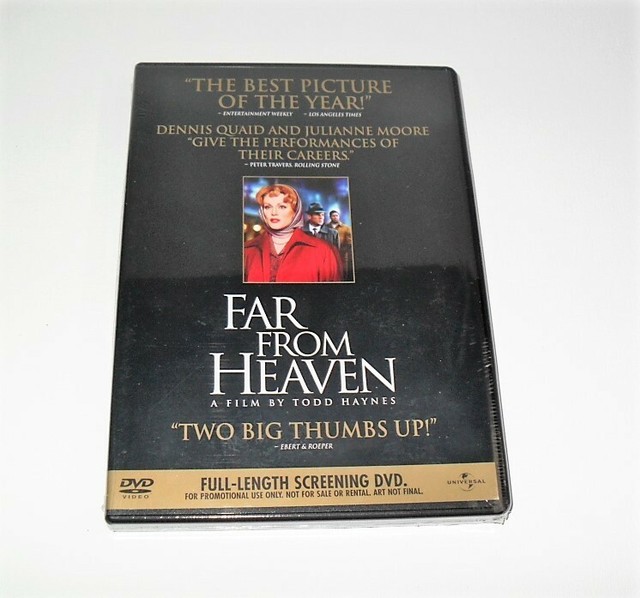 “THE BEST PICTURE
OF THE YEAR!”
– ENTERTAINMENT WEEKLY – LOS ANGELES TIMES
DENNIS QUAID AND JULIANNE MOORE
“GIVE THE PERFORMANCES OF
THEIR CAREERS.”
– PETER TRAVERS, ROLLING STONE
FAR
FROM
HEAVEN
A FILM BY TODD HAYNES
“TWO BIG THUMBS UP!”
– EBERT & ROEPER
DVD
VIDEO
FULL-LENGTH SCREENING DVD.
FOR PROMOTIONAL USE ONLY. NOT FOR SALE OR RENTAL. ART NOT FINAL.
UNIVERSAL